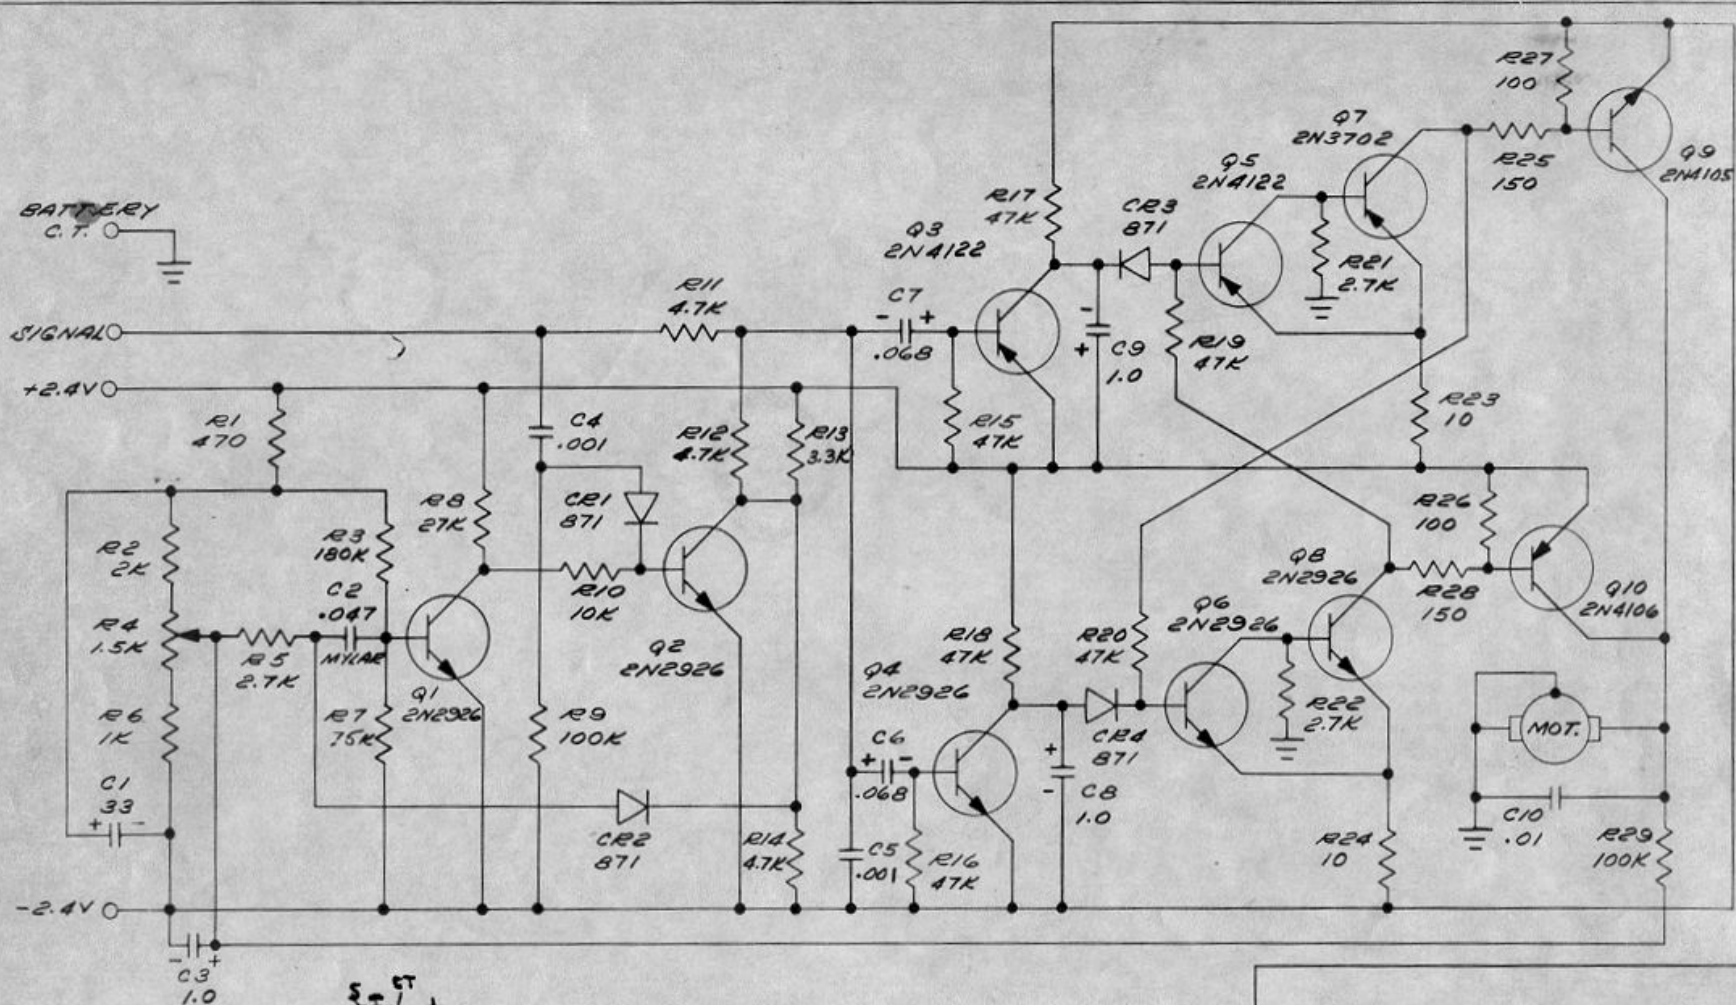 R27
100
Q7
2N3702
Q9
2N4105
R25
150
Q5
2N4122
R17
47K
CR3
871
BATTERY
C.T.
Q3
2N4122
R21
2.7K
R11
4.7K
C7
- +
.068
SIGNAL
-
+ C9
1.0
R19
47K
+2.4V
R1
470
C4
.001
R12
4.7K
R13
3.3K
R15
47K
R23
10
R8
27K
CR1
871
R26
100
R2
2K
R3
180K
C2
.047
MYLAR
R10
10K
Q8
2N2926
R28
150
Q10
2N4106
R4
1.5K
R5
2.7K
Q2
2N2926
R18
47K
R20
47K
Q6
2N2926
Q1
2N2926
Q4
2N2926
R6
1K
R7
75K
R9
100K
CR4
871
R22
2.7K
MOT.
C6
+ -
.068
+
-
C8
1.0
C1
33
+ -
CR2
871
R14
4.7K
C5
.001
R16
47K
R24
10
C10
.01
R29
100K
-2.4V
- +
C3
1.0